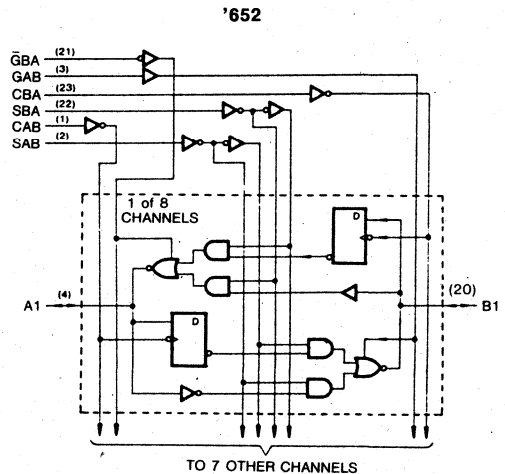 '652
G̅BA (21)
GAB (3)
CBA (23)
SBA (22)
CAB (1)
SAB (2)
1 of 8
CHANNELS
D
A1 (4)
(20) B1
D
TO 7 OTHER CHANNELS